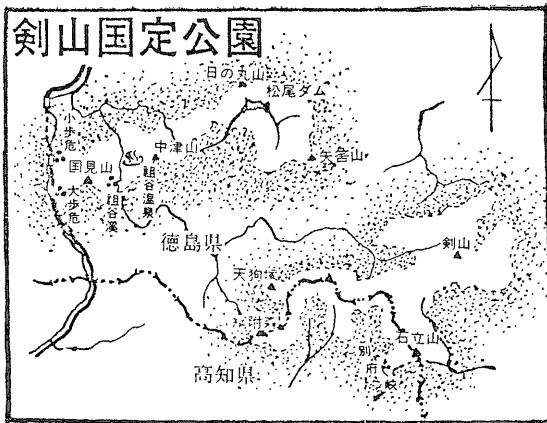 剣山国定公園
日の丸山
松尾ダム
小歩危
中津山
国見山
矢筈山
祖谷温泉
大歩危
祖谷溪
徳島県
剣山
天狗
石立山
別府峡
高知県